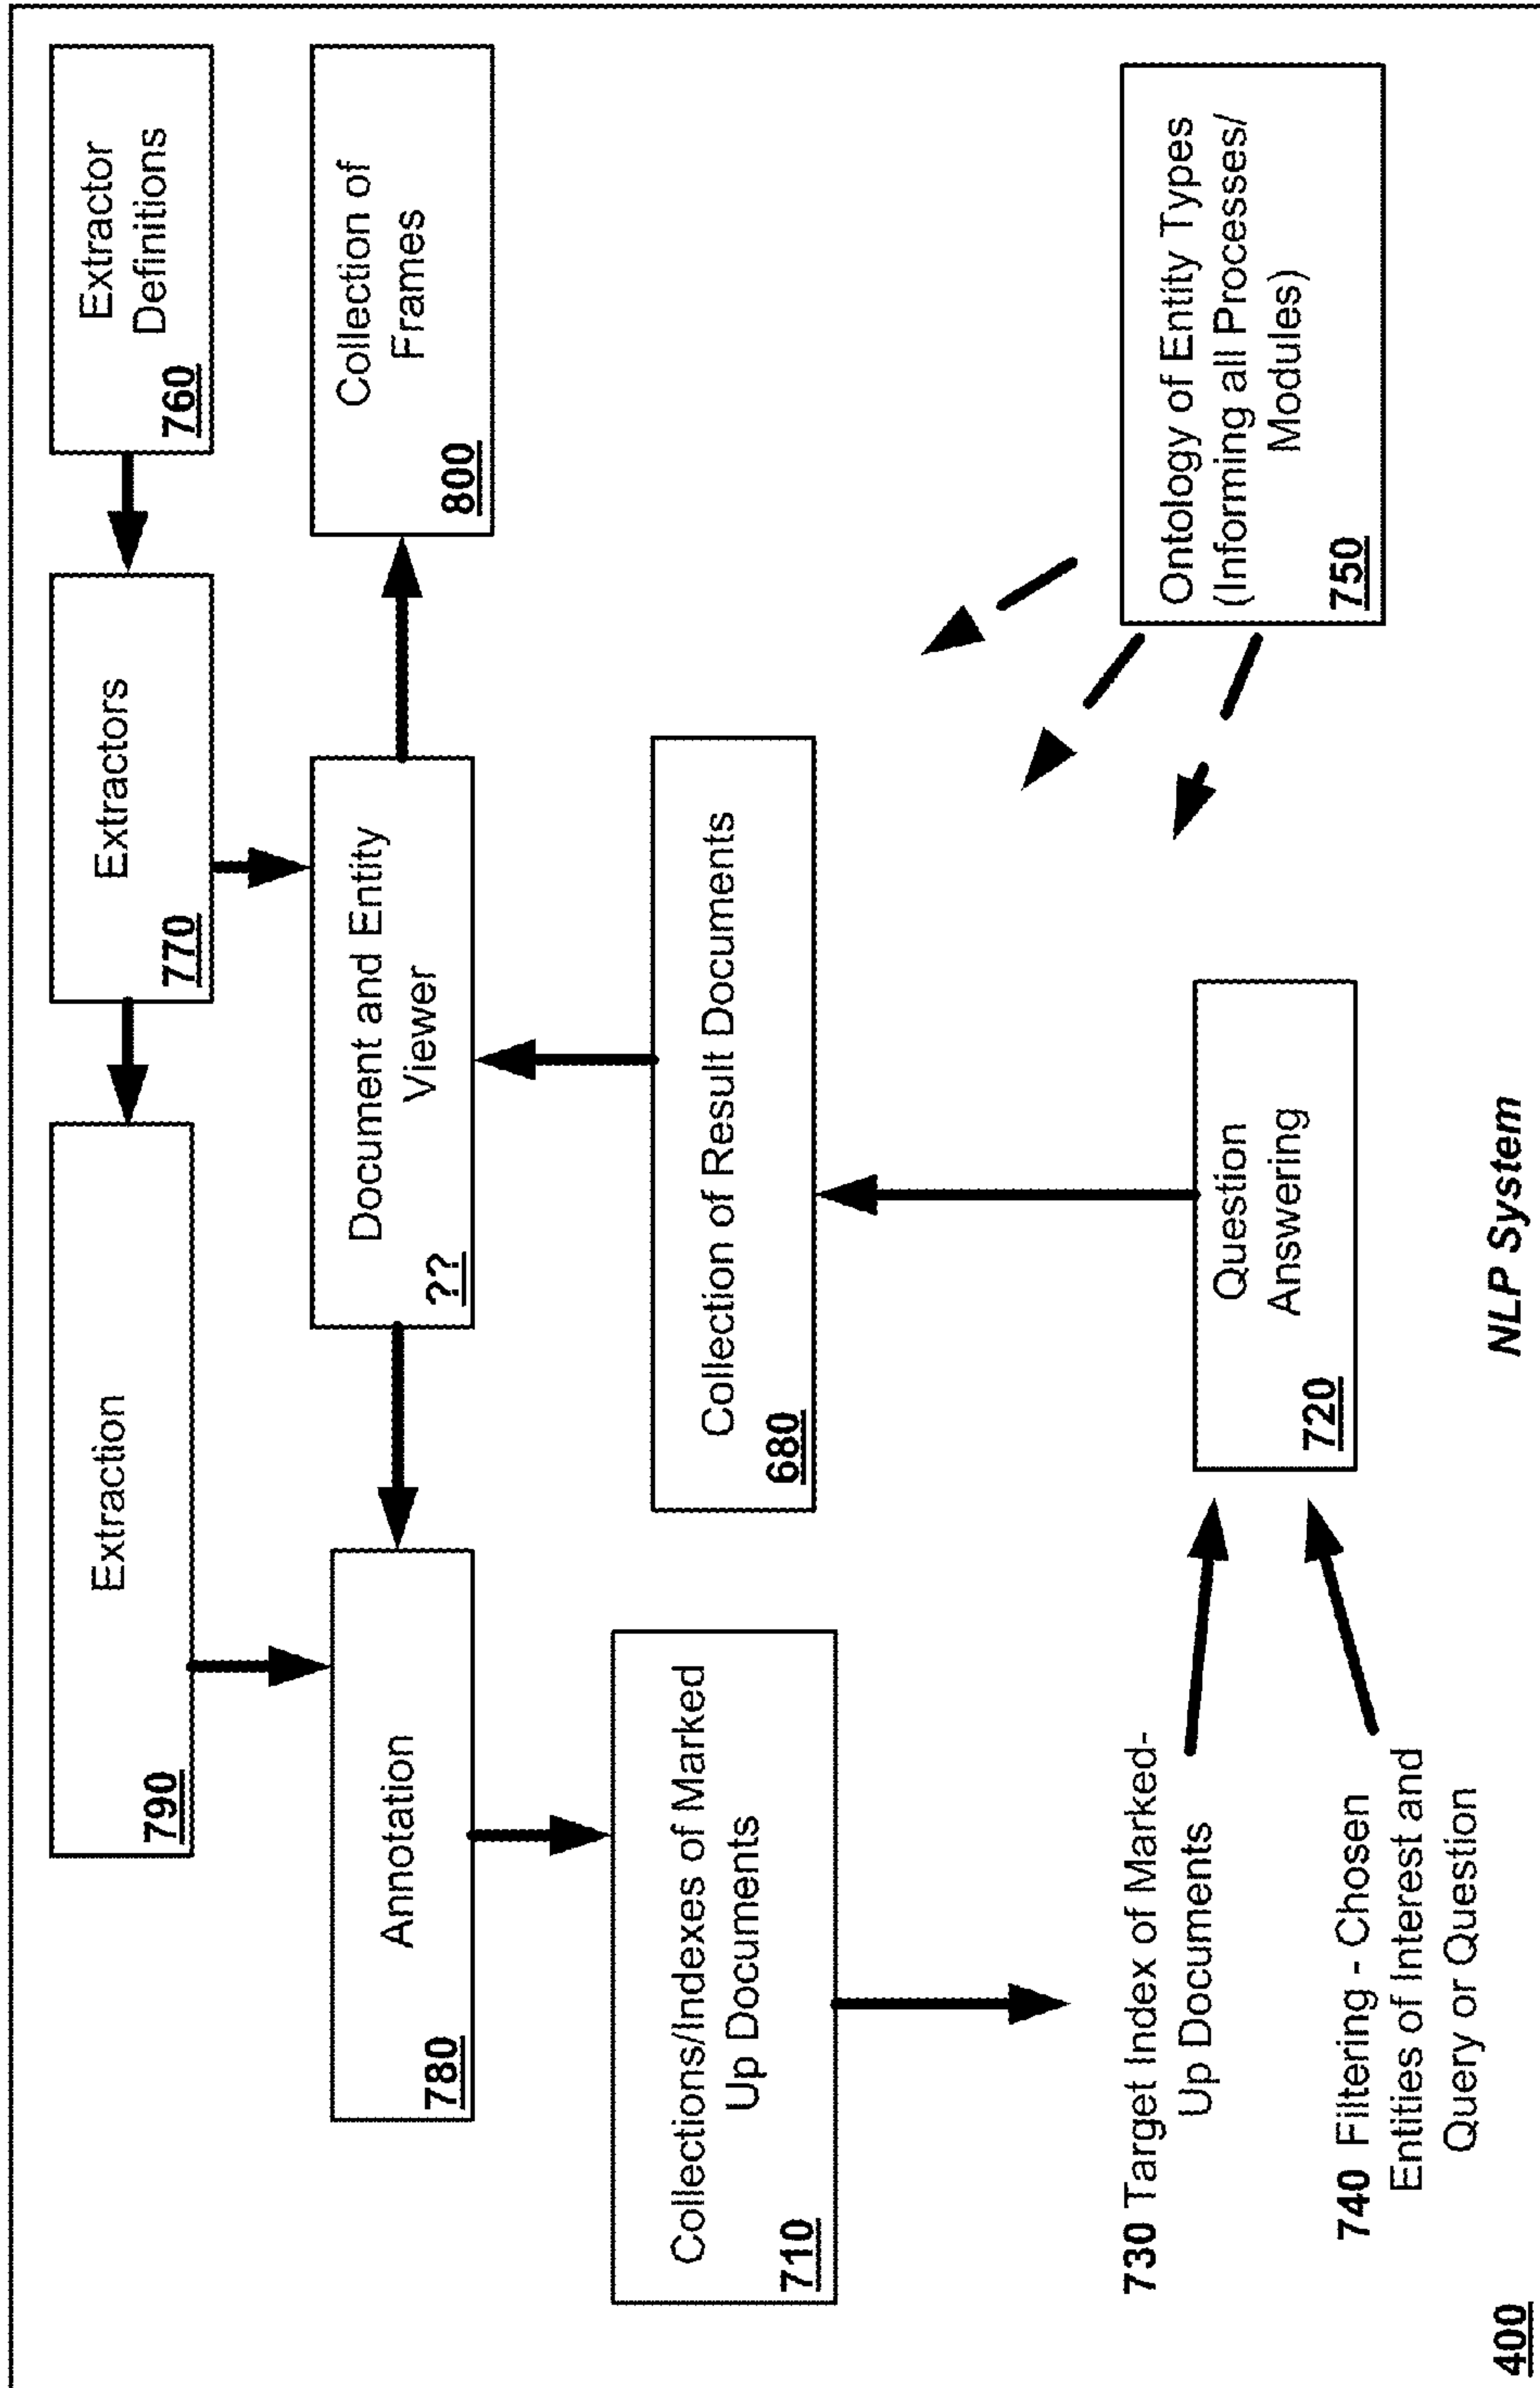 Extraction
790
Extractors
770
Extractor
Definitions
760
Annotation
780
Document and Entity
Viewer
??
Collection of
Frames
800
Collections/Indexes of Marked
Up Documents
710
Collection of Result Documents
680
730 Target Index of Marked-
Up Documents
740 Filtering - Chosen
Entities of Interest and
Query or Question
Question
Answering
720
Ontology of Entity Types
(Informing all Processes/
Modules)
750
400
NLP System